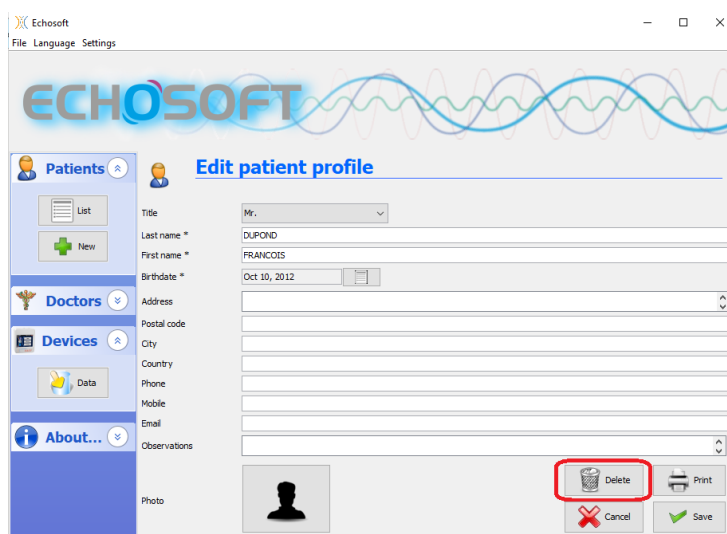 Echosoft
File Language Settings
ECHOSOFT
Patients
List
New
Doctors
Devices
Data
About...
Edit patient profile
Title Mr.
Last name * DUPOND
First name * FRANCOIS
Birthdate * Oct 10, 2012
Address
Postal code
City
Country
Phone
Mobile
Email
Observations
Photo
Delete Print
Cancel Save